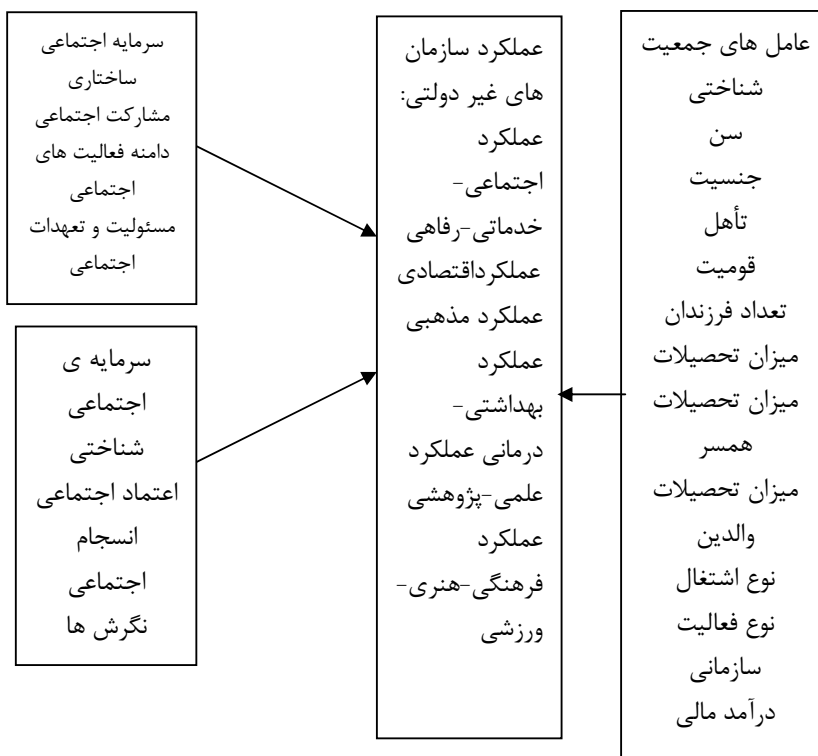 عامل های جمعیت
شناختی
سن
جنسیت
تأهل
قومیت
تعداد فرزندان
میزان تحصیلات
میزان تحصیلات
همسر
میزان تحصیلات
والدین
نوع اشتغال
نوع فعالیت
سازمانی
درآمد مالی
عملکرد سازمان
های غیر دولتی:
عملکرد
اجتماعی-
خدماتی-رفاهی
عملکرداقتصادی
عملکرد مذهبی
عملکرد
بهداشتی-
درمانی عملکرد
علمی-پژوهشی
عملکرد
فرهنگی-هنری-
ورزشی
سرمایه اجتماعی
ساختاری
مشارکت اجتماعی
دامنه فعالیت های
اجتماعی
مسئولیت و تعهدات
اجتماعی
سرمایه ی
اجتماعی
شناختی
اعتماد اجتماعی
انسجام
اجتماعی
نگرش ها